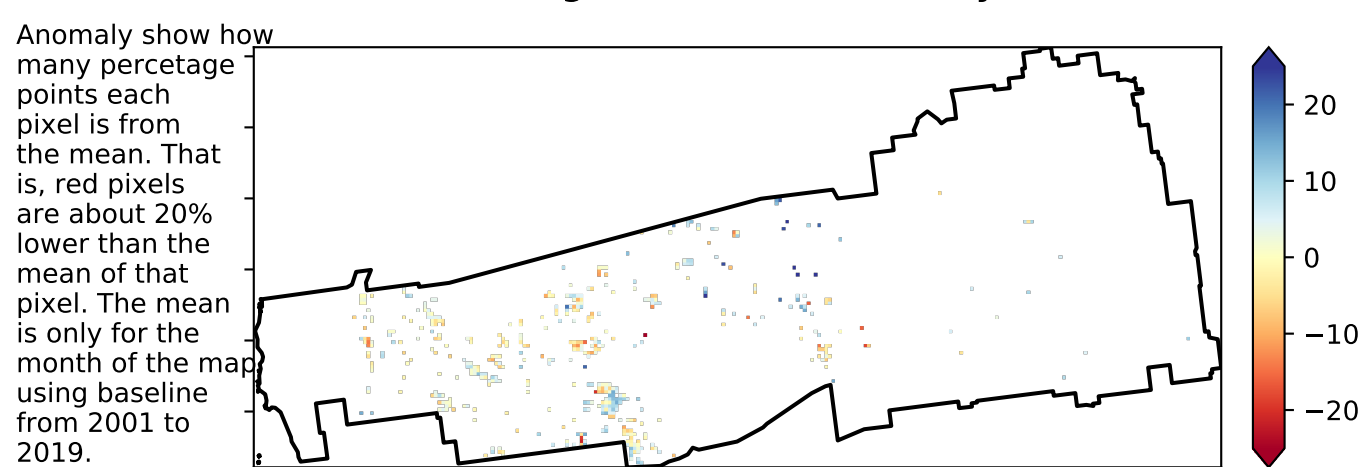 Anomaly show how
many percetage
points each
pixel is from
the mean. That
is, red pixels
are about 20%
lower than the
mean of that
pixel. The mean
is only for the
month of the map
using baseline
from 2001 to
2019.
20
10
0
−10
−20